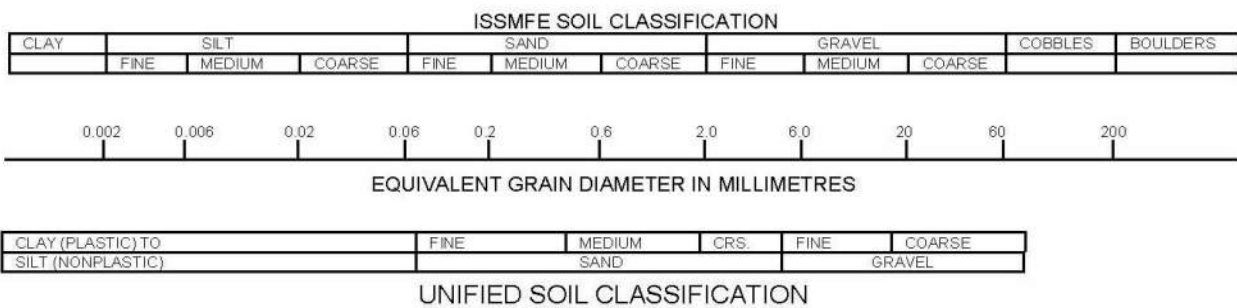 ISSMFE SOIL CLASSIFICATION
CLAY SILT SAND GRAVEL COBBLES BOULDERS
FINE MEDIUM COARSE FINE MEDIUM COARSE FINE MEDIUM COARSE
0.002 0.006 0.02 0.06 0.2 0.6 2.0 6.0 20 60 200
EQUIVALENT GRAIN DIAMETER IN MILLIMETRES
CLAY (PLASTIC) TO FINE MEDIUM CRS. FINE COARSE
SILT (NONPLASTIC) SAND GRAVEL
UNIFIED SOIL CLASSIFICATION